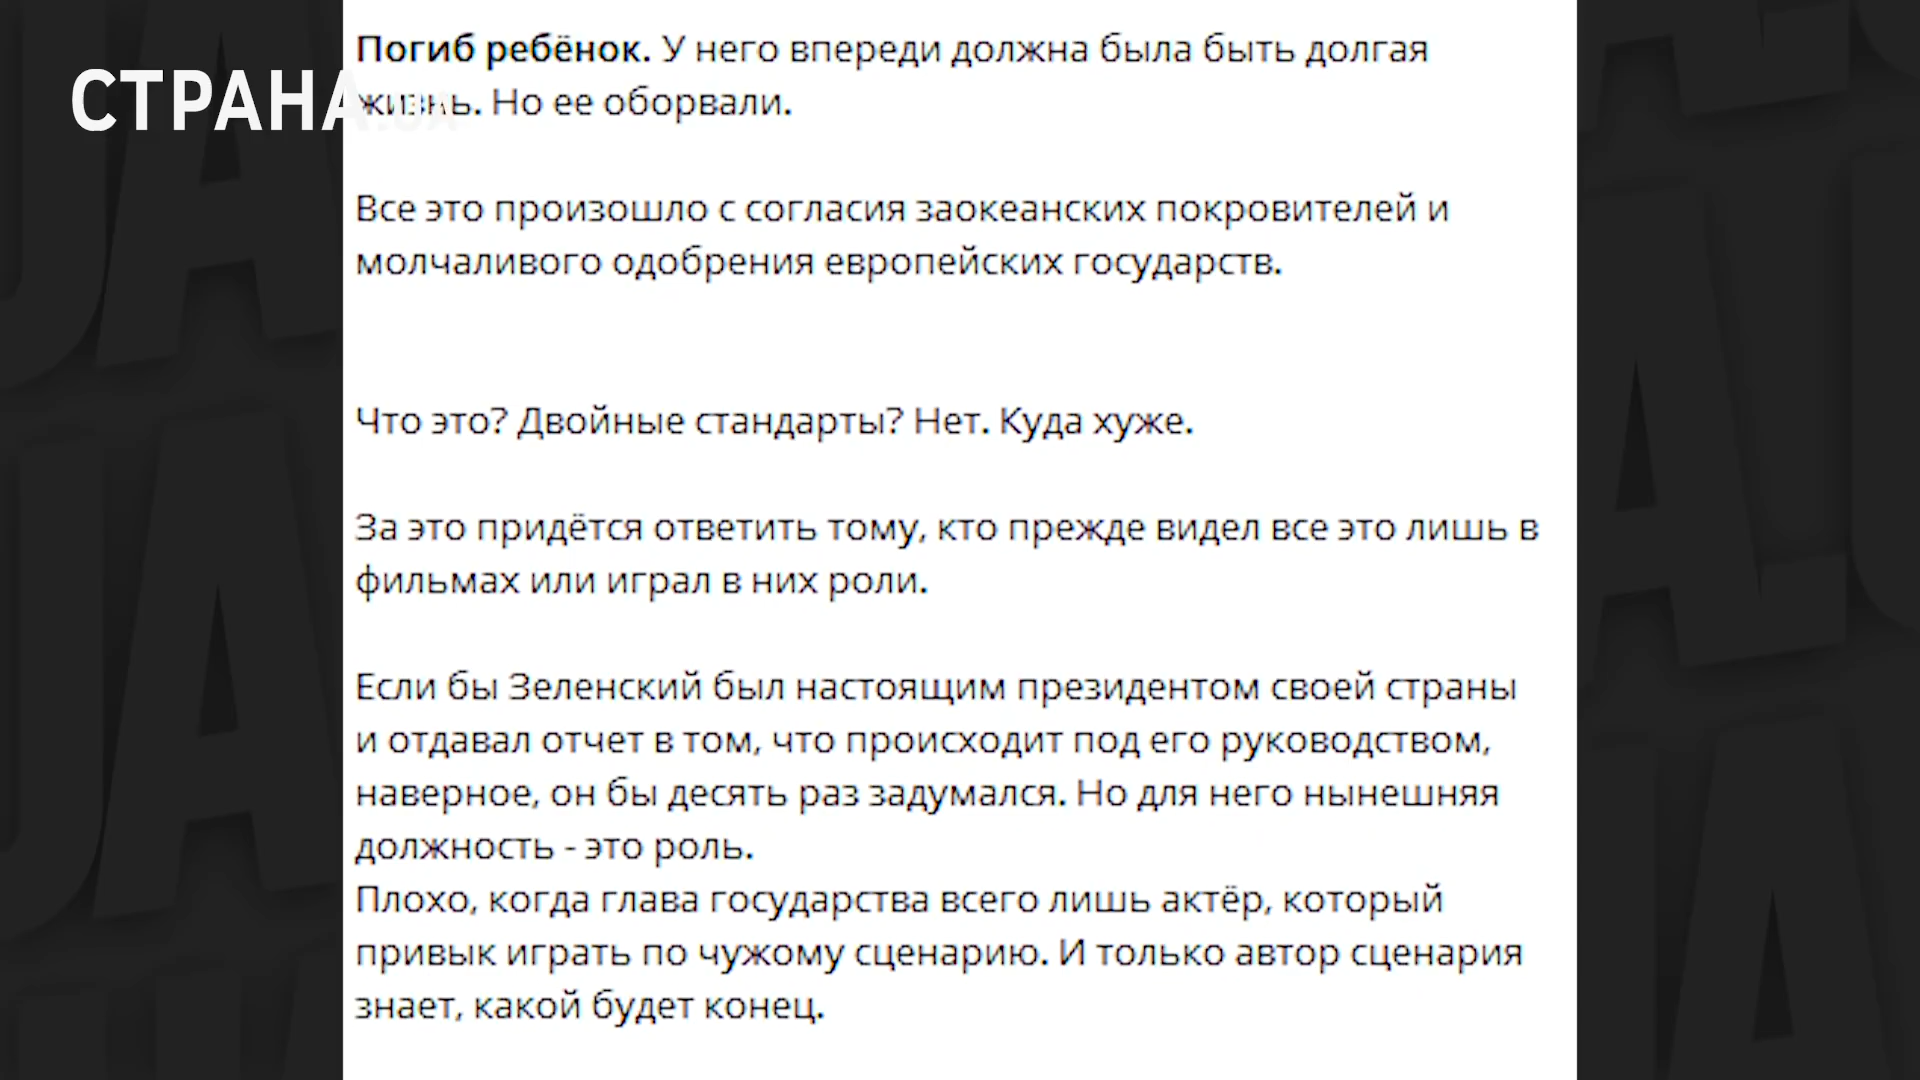 СТРАНА.UA
Погиб ребёнок. У него впереди должна была быть долгая
жизнь. Но ее оборвали.
Все это произошло с согласия заокеанских покровителей и
молчаливого одобрения европейских государств.
Что это? Двойные стандарты? Нет. Куда хуже.
За это придётся ответить тому, кто прежде видел все это лишь в
фильмах или играл в них роли.
Если бы Зеленский был настоящим президентом своей страны
и отдавал отчет в том, что происходит под его руководством,
наверное, он бы десять раз задумался. Но для него нынешняя
должность - это роль.
Плохо, когда глава государства всего лишь актёр, который
привык играть по чужому сценарию. И только автор сценария
знает, какой будет конец.